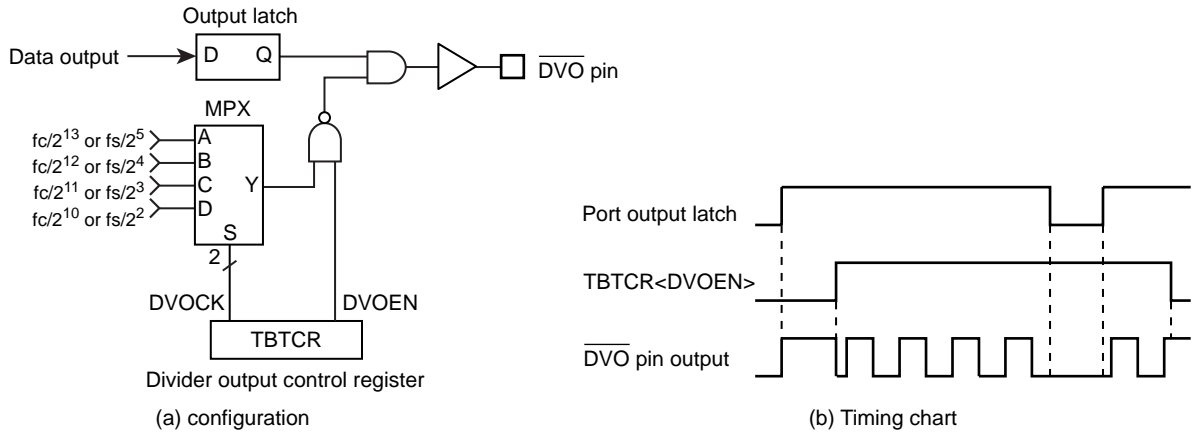 Output latch
Data output
D Q
DVO pin
MPX
fc/2^13 or fs/2^5
A
fc/2^12 or fs/2^4
B
fc/2^11 or fs/2^3
C
Y
fc/2^10 or fs/2^2
D
S
2
DVOCK
DVOEN
TBTCR
Divider output control register
(a) configuration
Port output latch
TBTCR<DVOEN>
DVO pin output
(b) Timing chart